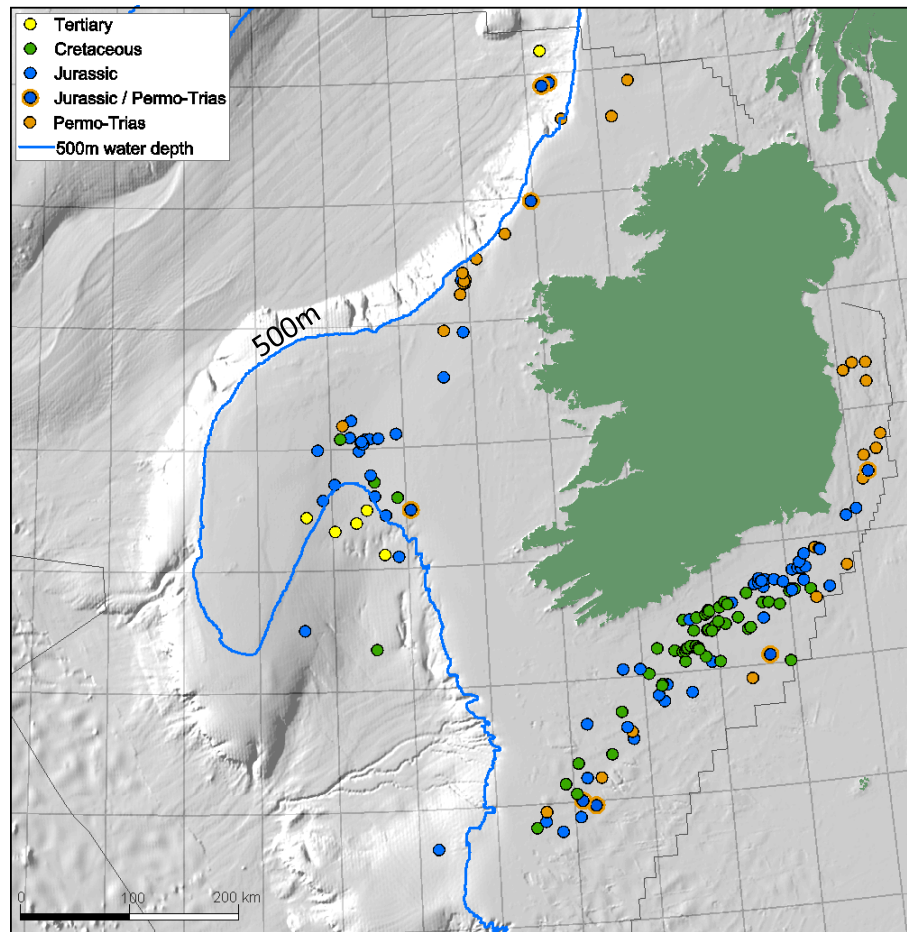 Tertiary
Cretaceous
Jurassic
Jurassic / Permo-Trias
Permo-Trias
500m water depth
500m
0 100 200 km